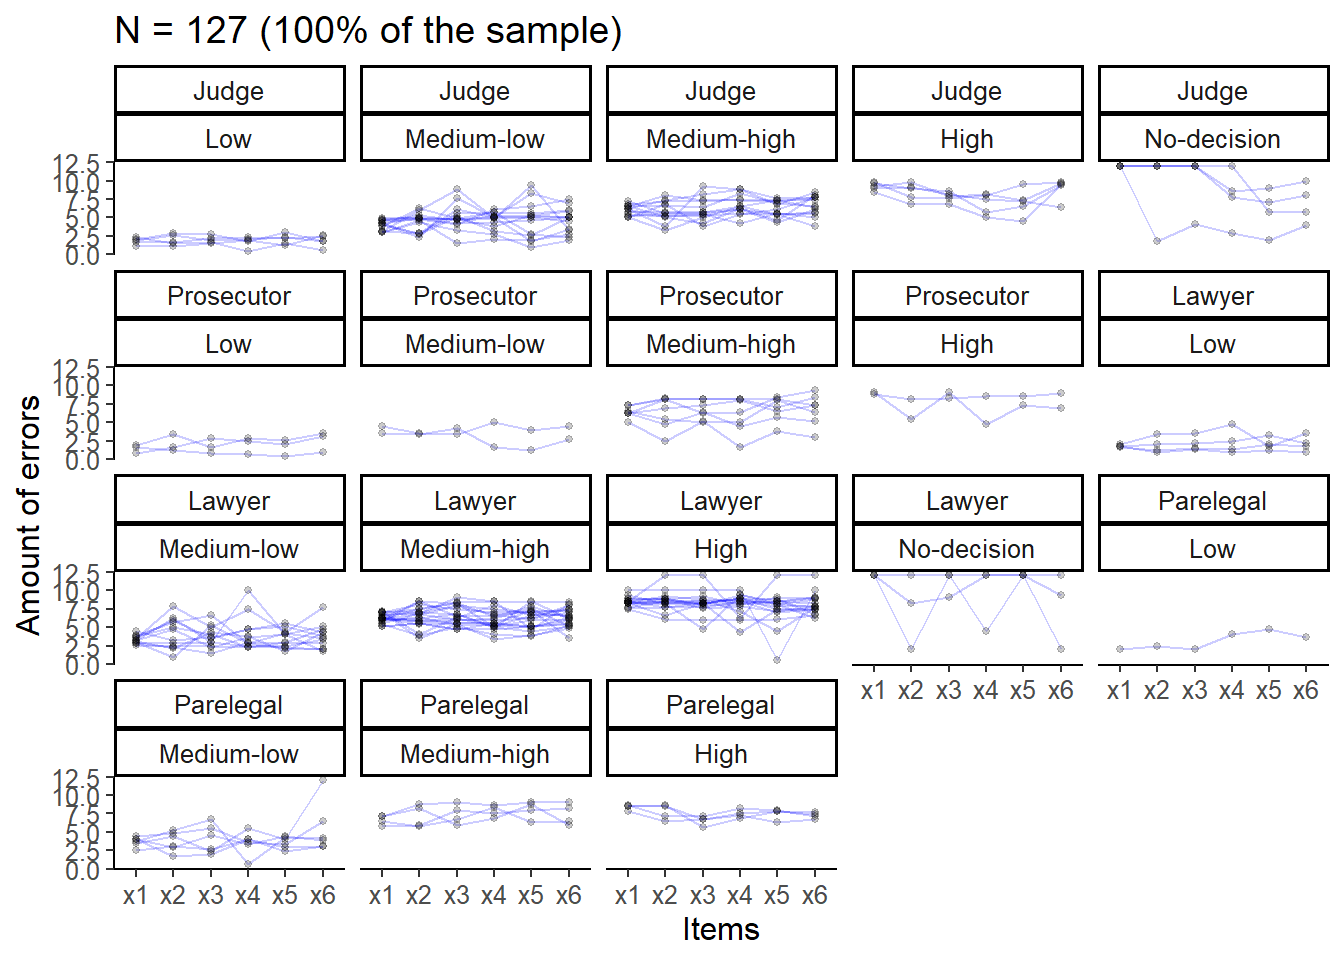 N = 127 (100% of the sample)
Judge Judge Judge Judge Judge
Low Medium-low Medium-high High No-decision
12.5
10.0
7.5
5.0
2.5
0.0
Prosecutor Prosecutor Prosecutor Prosecutor Lawyer
Low Medium-low Medium-high High Low
12.5
10.0
7.5
5.0
2.5
0.0
Amount of errors
Lawyer Lawyer Lawyer Lawyer Parelegal
Medium-low Medium-high High No-decision Low
12.5
10.0
7.5
5.0
2.5
0.0
x1 x2 x3 x4 x5 x6 x1 x2 x3 x4 x5 x6
Parelegal Parelegal Parelegal
Medium-low Medium-high High
12.5
10.0
7.5
5.0
2.5
0.0
x1 x2 x3 x4 x5 x6 x1 x2 x3 x4 x5 x6 x1 x2 x3 x4 x5 x6
Items